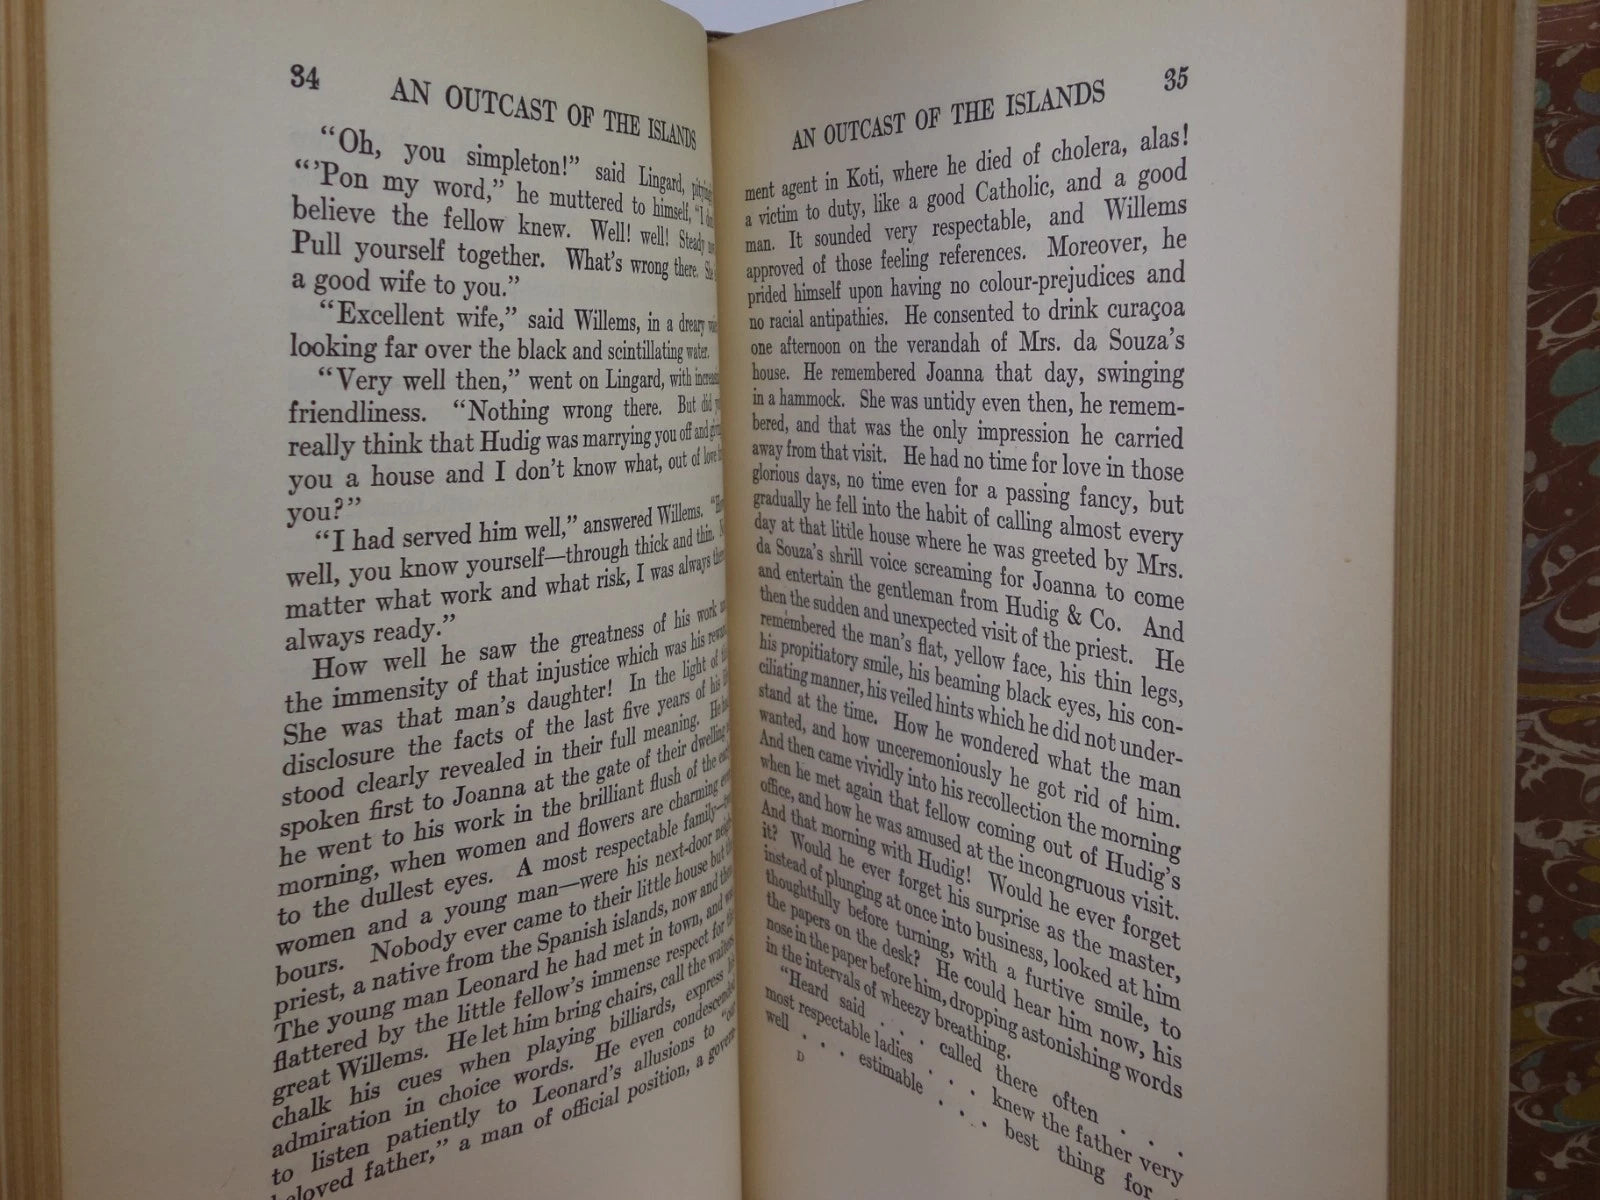 34
AN OUTCAST OF THE ISLANDS
“Oh, you simpleton!” said Lingard,
“'Pon my word,” he muttered to himself, “I
believe the fellow knew. Well! well! Steady
Pull yourself together. What's wrong there. She
a good wife to you.”
“Excellent wife,” said Willems, in a dreary
looking far over the black and scintillating water.
“Very well then,” went on Lingard, with
friendliness. “Nothing wrong there. But did
really think that Hudig was marrying you off and
you a house and I don't know what, out of love
you?”
“I had served him well,” answered Willems.
well, you know yourself—through thick and thin.
matter what work and what risk, I was always
always ready.”
How well he saw the greatness of his work
the immensity of that injustice which was his
She was that man's daughter! In the light of
disclosure the facts of the last five years of his
stood clearly revealed in their full meaning. He
spoken first to Joanna at the gate of their dwelling
he went to his work in the brilliant flush of the
morning, when women and flowers are charming
to the dullest eyes. A most respectable family—
women and a young man—were his next-door
bours. Nobody ever came to their little house but
priest, a native from the Spanish islands, now and
The young man Leonard he had met in town, and
flattered by the little fellow's immense respect for
great Willems. He let him bring chairs, call the waiters,
chalk his cues when playing billiards, express
admiration in choice words. He even condescended
to listen patiently to Leonard's allusions to
beloved father,” a man of official position, a
35
AN OUTCAST OF THE ISLANDS
ment agent in Koti, where he died of cholera, alas!
a victim to duty, like a good Catholic, and a good
man. It sounded very respectable, and Willems
approved of those feeling references. Moreover, he
prided himself upon having no colour-prejudices and
no racial antipathies. He consented to drink curaçoa
one afternoon on the verandah of Mrs. da Souza's
house. He remembered Joanna that day, swinging
in a hammock. She was untidy even then, he remem-
bered, and that was the only impression he carried
away from that visit. He had no time for love in those
glorious days, no time even for a passing fancy, but
gradually he fell into the habit of calling almost every
day at that little house where he was greeted by Mrs.
da Souza's shrill voice screaming for Joanna to come
and entertain the gentleman from Hudig & Co. And
then the sudden and unexpected visit of the priest. He
remembered the man's flat, yellow face, his thin legs,
his propitiatory smile, his beaming black eyes, his con-
ciliating manner, his veiled hints which he did not under-
stand at the time. How he wondered what the man
wanted, and how unceremoniously he got rid of him.
And then came vividly into his recollection the morning
when he met again that fellow coming out of Hudig's
office, and how he was amused at the incongruous visit.
And that morning with Hudig! Would he ever forget
it? Would he ever forget his surprise as the master,
instead of plunging at once into business, looked at him
thoughtfully before turning, with a furtive smile, to
the papers on the desk? He could hear him now, his
nose in the paper before him, dropping astonishing words
in the intervals of wheezy breathing.
“Heard said . . . called there often . . .
most respectable ladies . . . knew the father very
well . . . estimable . . . best thing for
D